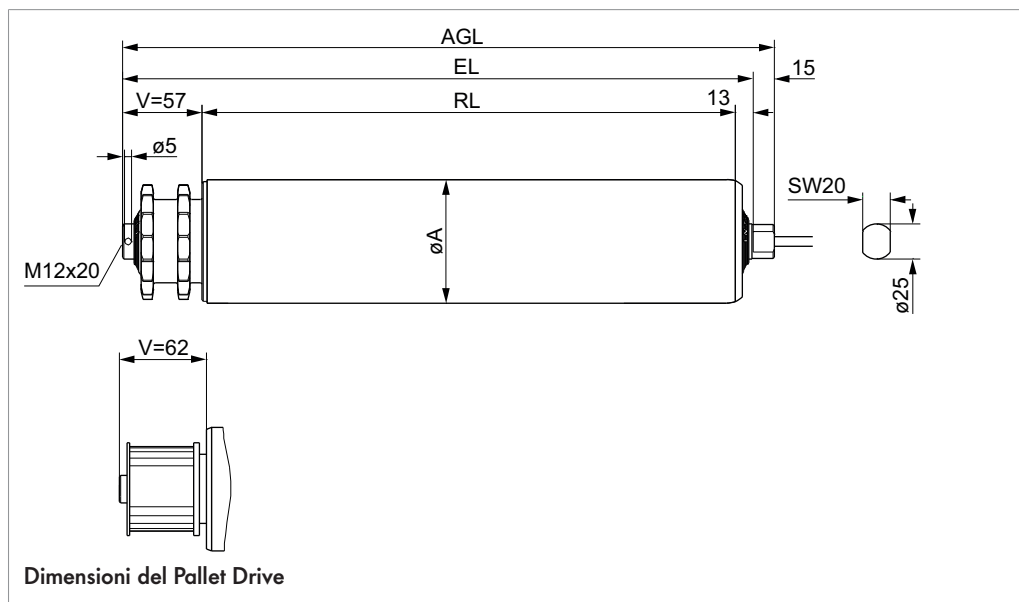 AGL
EL
15
V=57
RL
13
ø5
SW20
øA
M12x20
ø25
V=62
Dimensioni del Pallet Drive